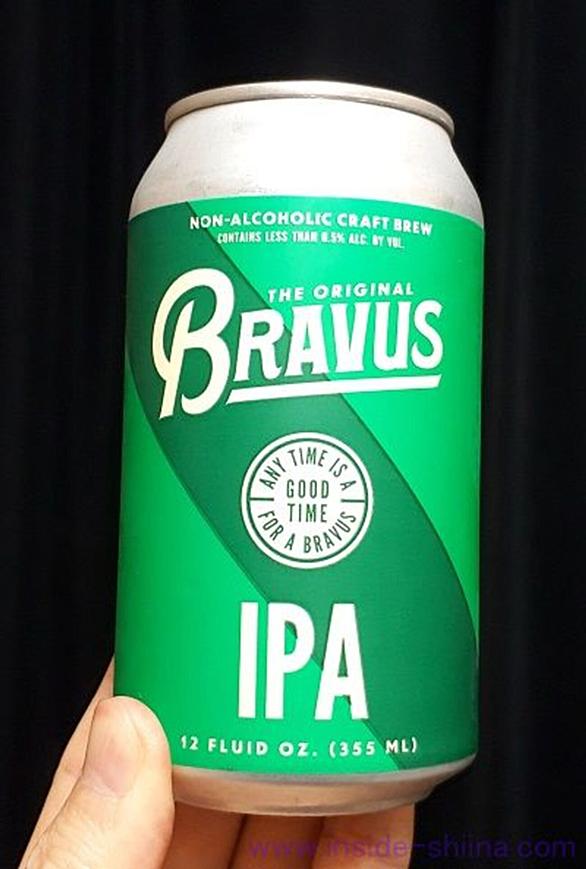 NON-ALCOHOLIC CRAFT BREW
CONTAINS LESS THAN 0.5% ALC. BY VOL.
THE ORIGINAL
BRAVUS
ANY TIME IS A
GOOD
TIME
FOR A BRAVUS
IPA
12 FLUID OZ. (355 ML)
www.inside-shiina.com